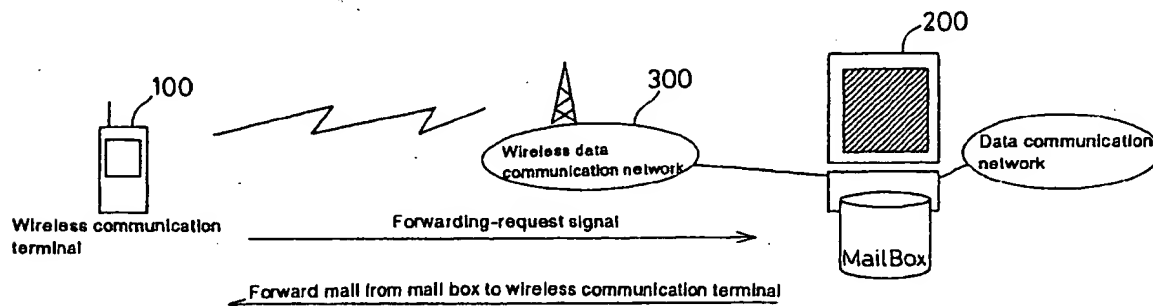 200
100
300
Wireless data
communication network
Data communication
network
Wireless communication
terminal
Forwarding-request signal
MailBox
Forward mail from mail box to wireless communication terminal